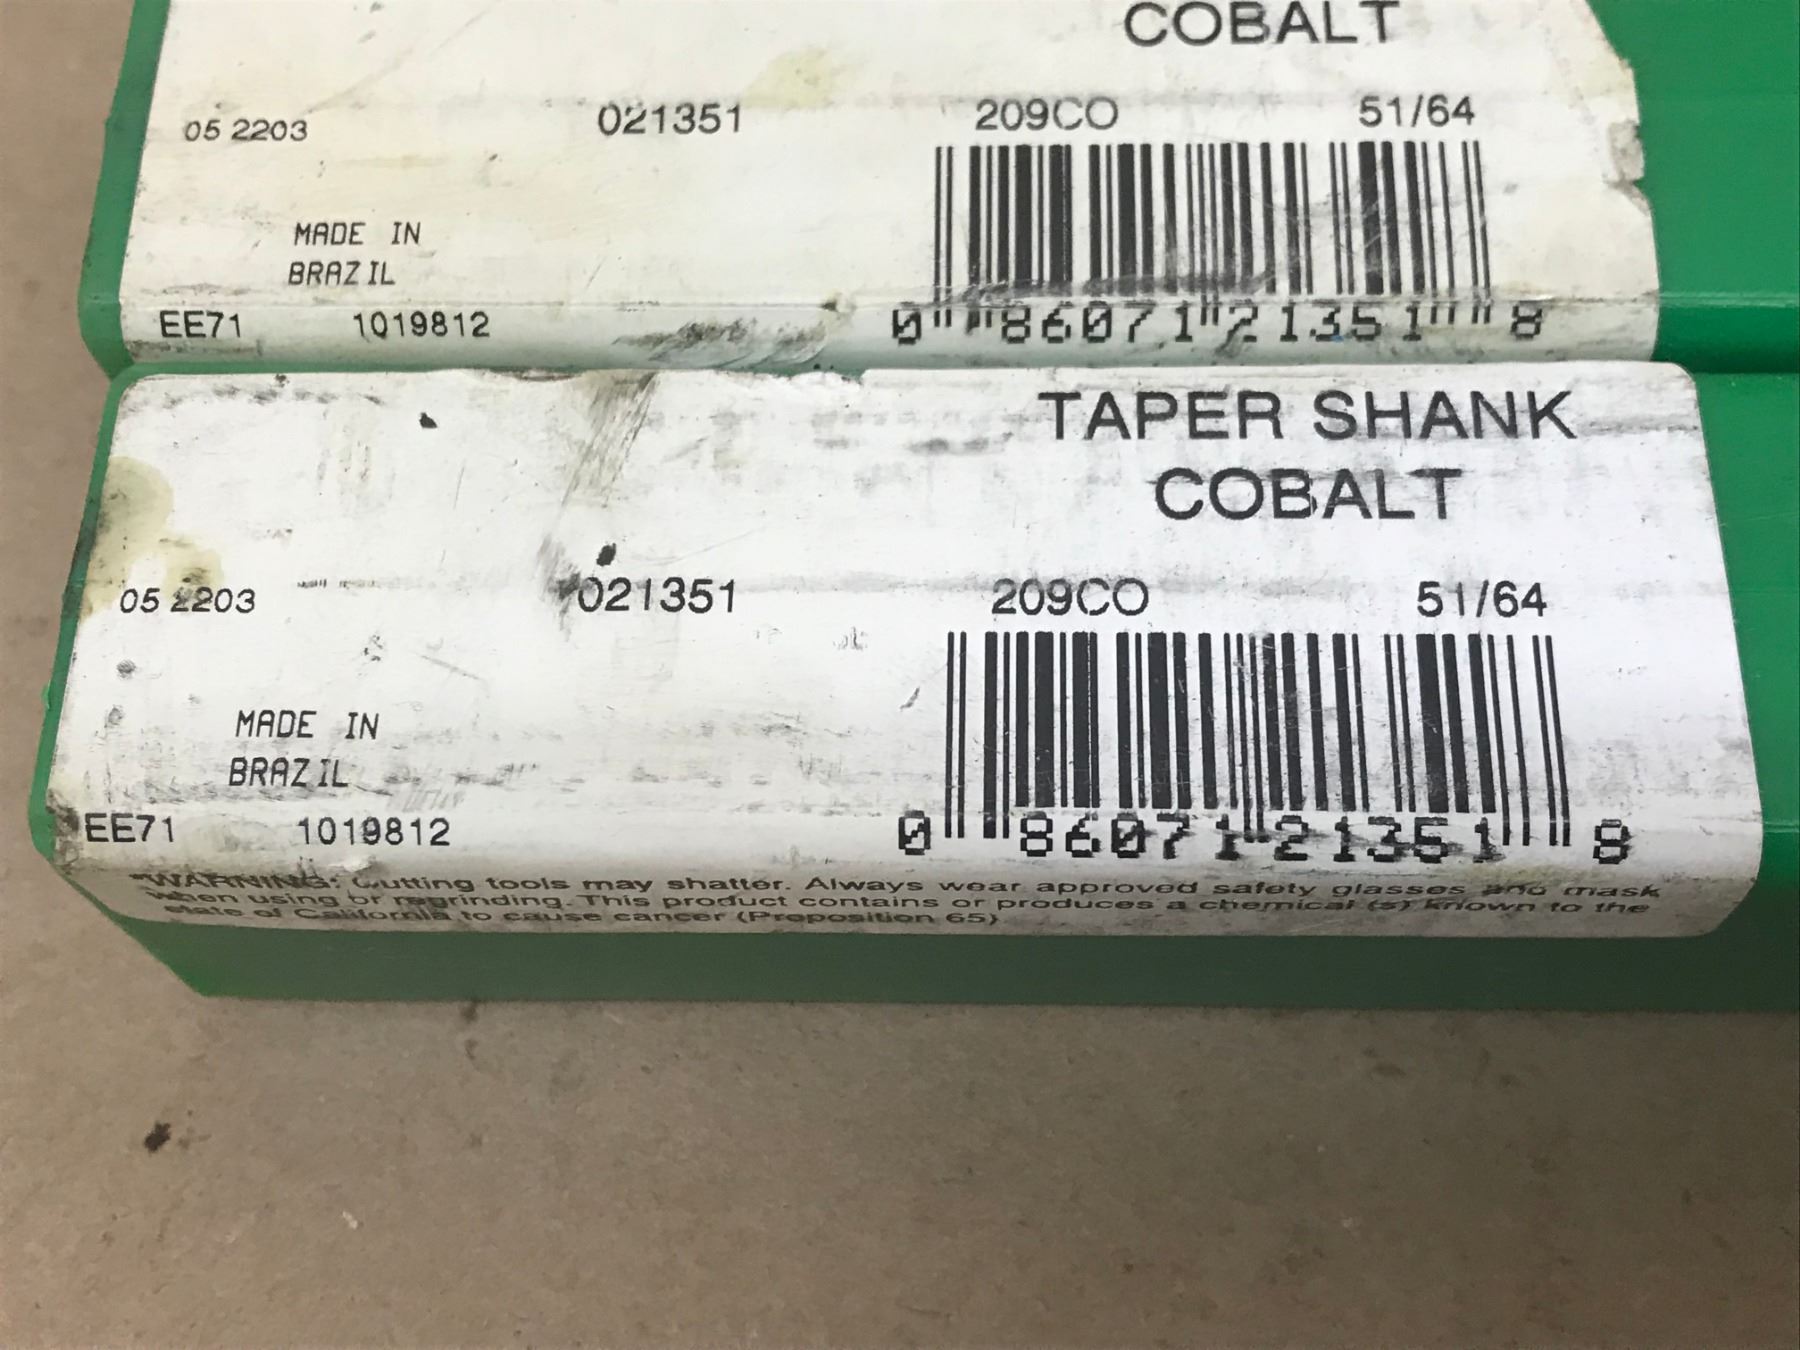 COBALT
05 2203 021351 209CO 51/64
MADE IN
BRAZIL
EE71 1019812 0 86071 21351 8
TAPER SHANK
COBALT
05 2203 021351 209CO 51/64
MADE IN
BRAZIL
EE71 1019812 0 86071 21351 8
*WARNING: Cutting tools may shatter. Always wear approved safety glasses and mask
when using or regrinding. This product contains or produces a chemical (s) known to the
state of California to cause cancer (Proposition 65)